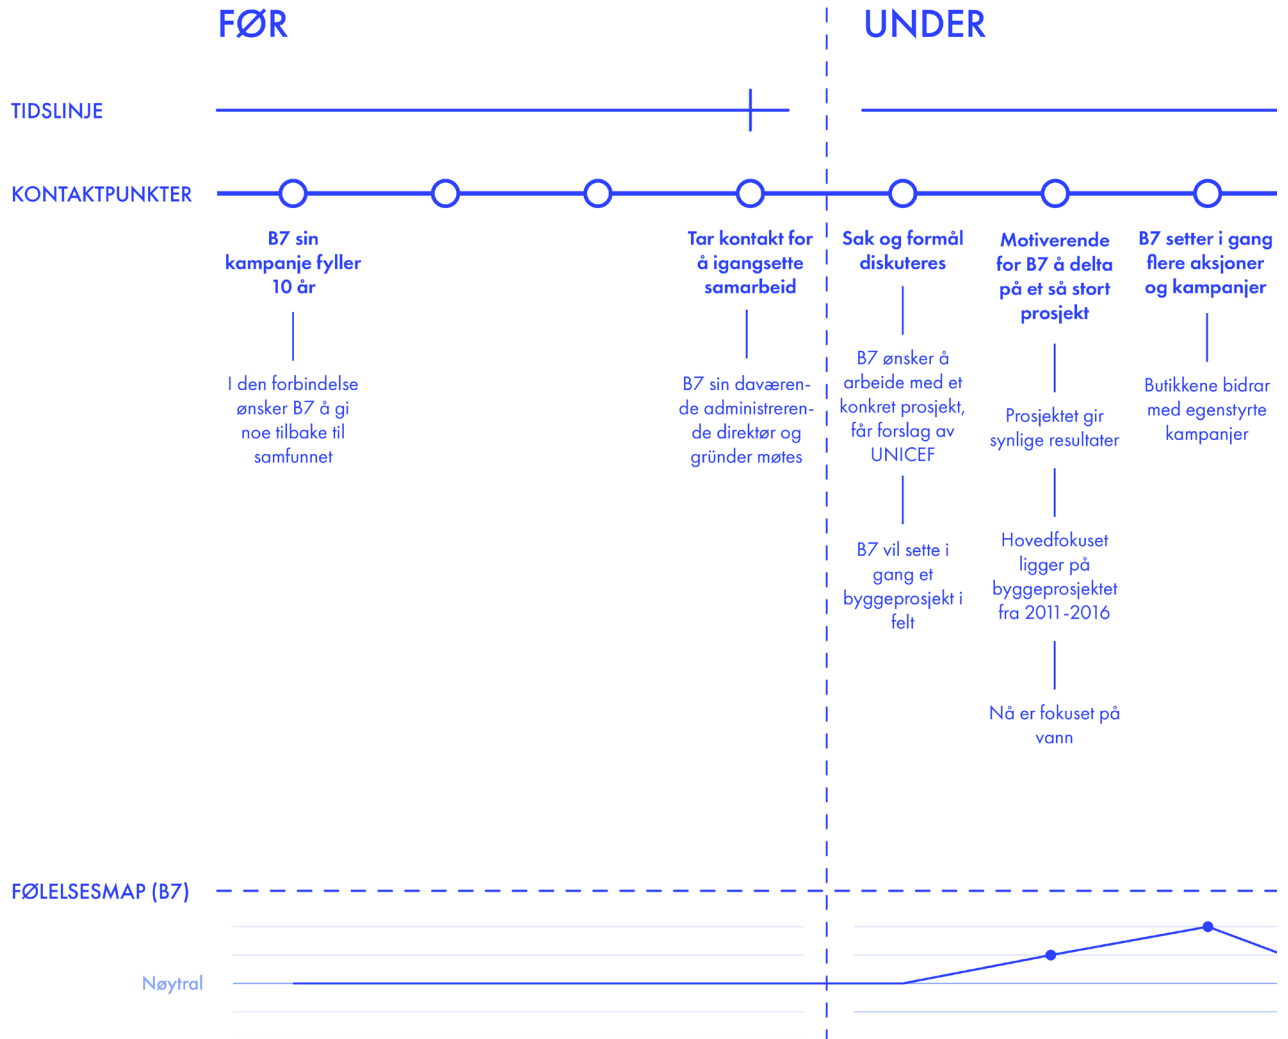 FØR
UNDER
TIDSLINJE
KONTAKTPUNKTER
B7 sin
kampanje fyller
10 år
I den forbindelse
ønsker B7 å gi
noe tilbake til
samfunnet
Tar kontakt for
å igangsette
samarbeid
B7 sin daværen-
de administreren-
de direktør og
gründer møtes
Sak og formål
diskuteres
B7 ønsker å
arbeide med et
konkret prosjekt,
får forslag av
UNICEF
B7 vil sette i
gang et
byggeprosjekt i
felt
Motiverende
for B7 å delta
på et så stort
prosjekt
Prosjektet gir
synlige resultater
Hovedfokuset
ligger på
byggeprosjektet
fra 2011-2016
Nå er fokuset på
vann
B7 setter i gang
flere aksjoner
og kampanjer
Butikkene bidrar
med egenstyrte
kampanjer
FØLELSESMAP (B7)
Nøytral